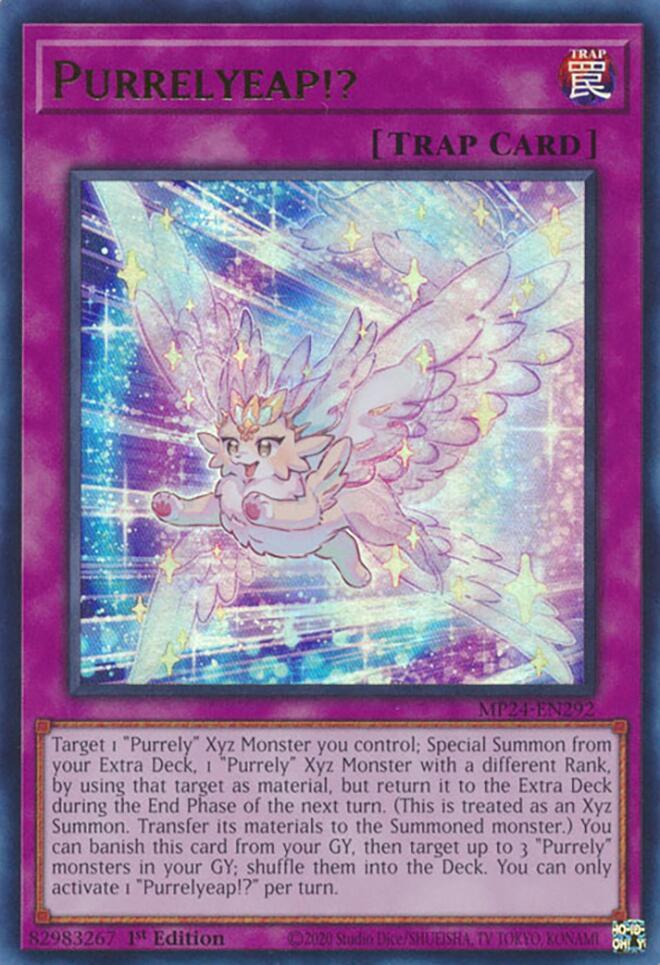 PURRELYEAP!?
TRAP
罠
[TRAP CARD]
MP24-EN292
Target 1 "Purrely" Xyz Monster you control; Special Summon from
your Extra Deck, 1 "Purrely" Xyz Monster with a different Rank,
by using that target as material, but return it to the Extra Deck
during the End Phase of the next turn. (This is treated as an Xyz
Summon. Transfer its materials to the Summoned monster.) You
can banish this card from your GY, then target up to 3 "Purrely"
monsters in your GY; shuffle them into the Deck. You can only
activate 1 "Purrelyeap!?" per turn.
82983267 1st Edition ©2020 Studio Dice/SHUEISHA, TV TOKYO, KONAMI